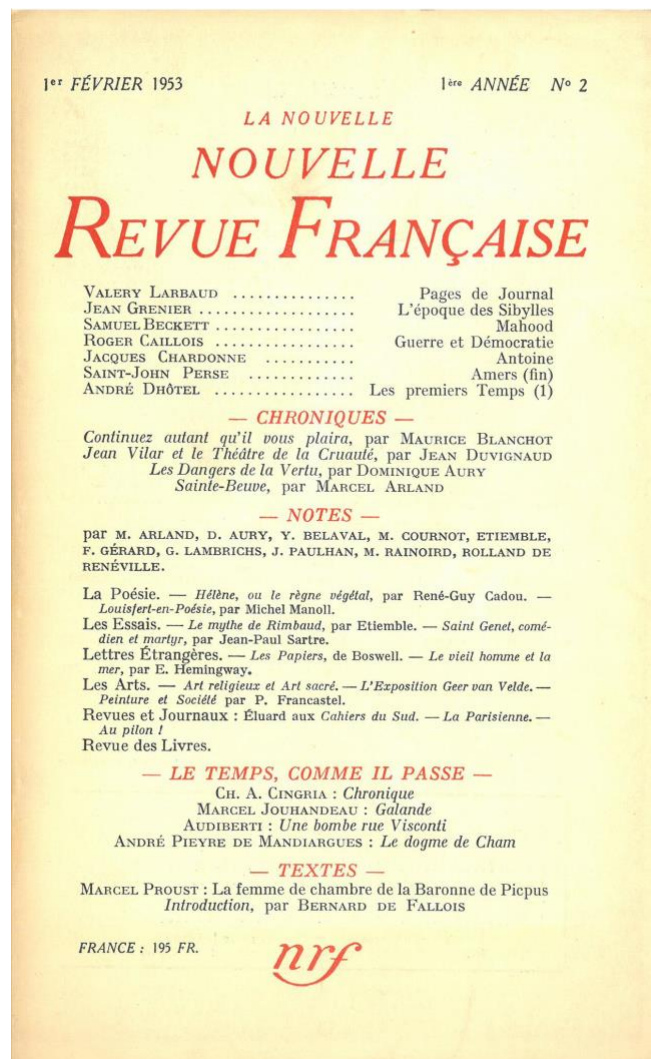 1er FÉVRIER 1953 1ère ANNÉE No 2
LA NOUVELLE
NOUVELLE
REVUE FRANÇAISE
VALERY LARBAUD ............... Pages de Journal
JEAN GRENIER ................... L'époque des Sibylles
SAMUEL BECKETT ................. Mahood
ROGER CAILLOIS ................. Guerre et Démocratie
JACQUES CHARDONNE ........... Antoine
SAINT-JOHN PERSE ............. Amers (fin)
ANDRÉ DHÔTEL ................. Les premiers Temps (1)
— CHRONIQUES —
Continuez autant qu'il vous plaira, par MAURICE BLANCHOT
Jean Vilar et le Théâtre de la Cruauté, par JEAN DUVIGNAUD
Les Dangers de la Vertu, par DOMINIQUE AURY
Sainte-Beuve, par MARCEL ARLAND
— NOTES —
par M. ARLAND, D. AURY, Y. BELAVAL, M. COURNOT, ETIEMBLE,
F. GÉRARD, G. LAMBRICHS, J. PAULHAN, M. RAINOIRD, ROLLAND DE
RENÉVILLE.
La Poésie. — Hélène, ou le règne végétal, par René-Guy Cadou. —
Louisfert-en-Poésie, par Michel Manoll.
Les Essais. — Le mythe de Rimbaud, par Etiemble. — Saint Genet, comé-
dien et martyr, par Jean-Paul Sartre.
Lettres Étrangères. — Les Papiers, de Boswell. — Le vieil homme et la
mer, par E. Hemingway.
Les Arts. — Art religieux et Art sacré. — L'Exposition Geer van Velde. —
Peinture et Société par P. Francastel.
Revues et Journaux : Éluard aux Cahiers du Sud. — La Parisienne. —
Au pilon !
Revue des Livres.
— LE TEMPS, COMME IL PASSE —
CH. A. CINGRIA : Chronique
MARCEL JOUHANDEAU : Galande
AUDIBERTI : Une bombe rue Visconti
ANDRÉ PIEYRE DE MANDIARGUES : Le dogme de Cham
— TEXTES —
MARCEL PROUST : La femme de chambre de la Baronne de Picpus
Introduction, par BERNARD DE FALLOIS
FRANCE : 195 FR. nrf